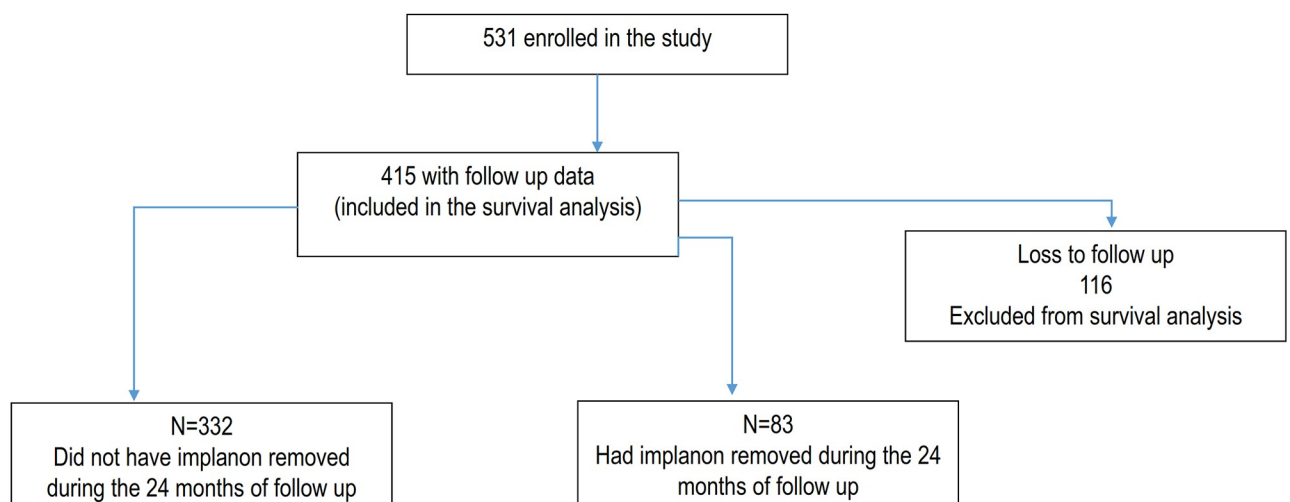 531 enrolled in the study
415 with follow up data
(included in the survival analysis)
Loss to follow up
116
Excluded from survival analysis
N=332
Did not have implanon removed
during the 24 months of follow up
N=83
Had implanon removed during the 24
months of follow up